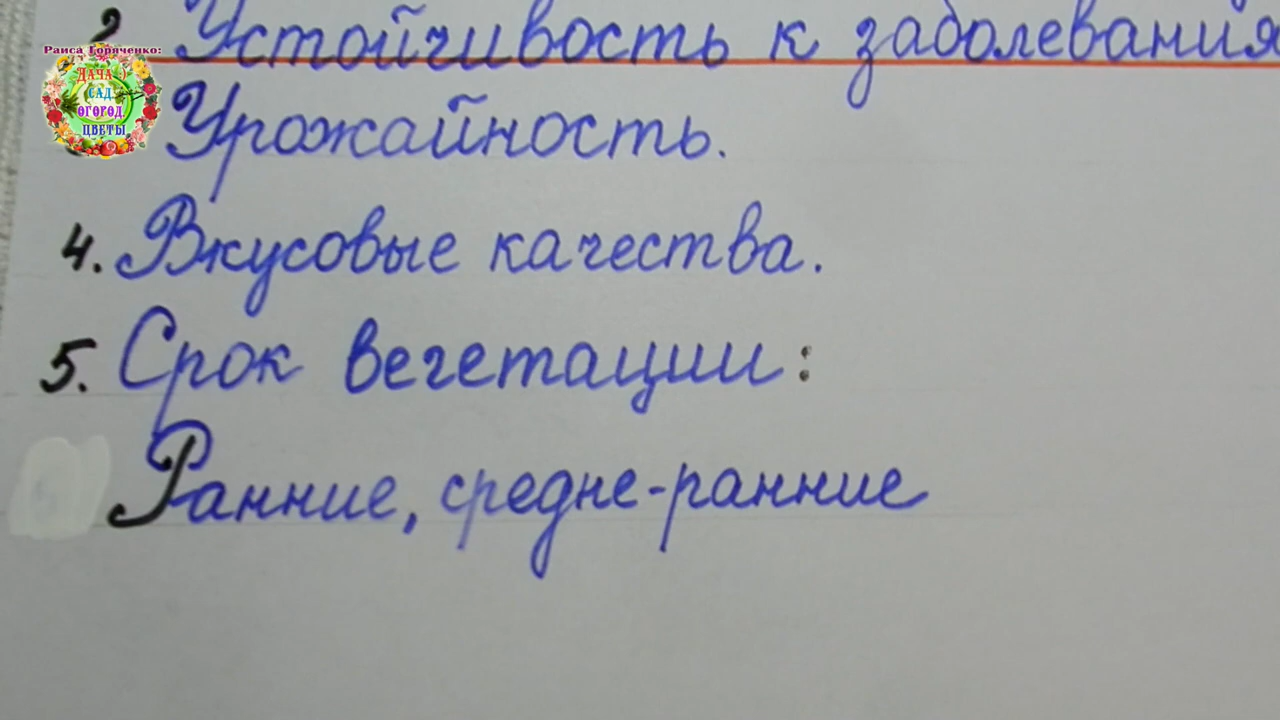 2. Устойчивость к заболевания
Раиса Горяченко:
ДАЧА
САД
ОГОРОД
ЦВЕТЫ
Урожайность.
4. Вкусовые качества.
5. Срок вегетации:
Ранние, средне-ранние